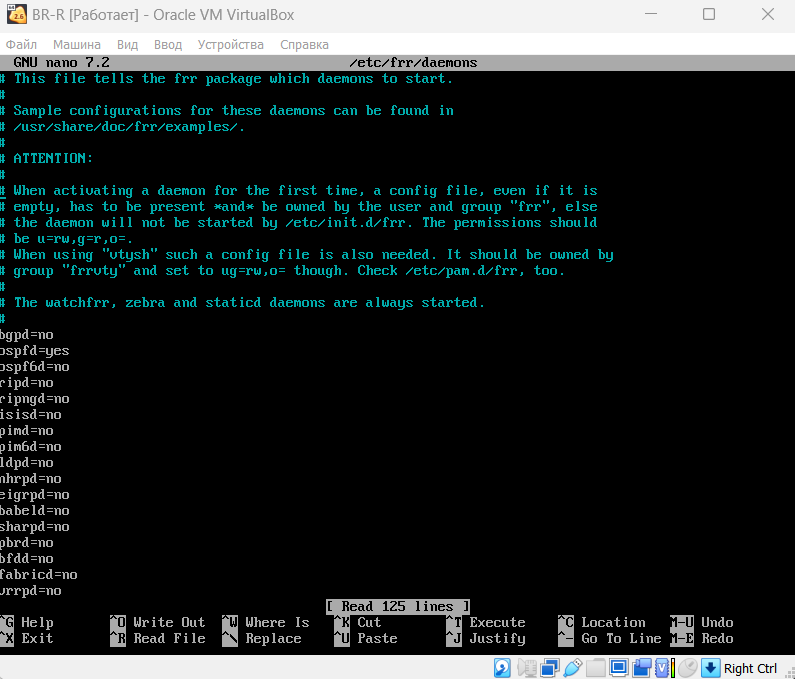 BR-R [Работает] - Oracle VM VirtualBox
Файл Машина Вид Ввод Устройства Справка
GNU nano 7.2 /etc/frr/daemons
# This file tells the frr package which daemons to start.
#
# Sample configurations for these daemons can be found in
# /usr/share/doc/frr/examples/.
#
# ATTENTION:
#
# When activating a daemon for the first time, a config file, even if it is
# empty, has to be present *and* be owned by the user and group "frr", else
# the daemon will not be started by /etc/init.d/frr. The permissions should
# be u=rw,g=r,o=.
# When using "vtysh" such a config file is also needed. It should be owned by
# group "frrvty" and set to ug=rw,o= though. Check /etc/pam.d/frr, too.
#
# The watchfrr, zebra and staticd daemons are always started.
#
bgpd=no
ospfd=yes
ospf6d=no
ripd=no
ripngd=no
isisd=no
pimd=no
pim6d=no
ldpd=no
nhrpd=no
eigrpd=no
babeld=no
sharpd=no
pbrd=no
bfdd=no
fabricd=no
vrrpd=no
[ Read 125 lines ]
^G Help ^O Write Out ^W Where Is ^K Cut ^T Execute ^C Location M-U Undo
^X Exit ^R Read File ^\ Replace ^U Paste ^J Justify ^_ Go To Line M-E Redo
Right Ctrl